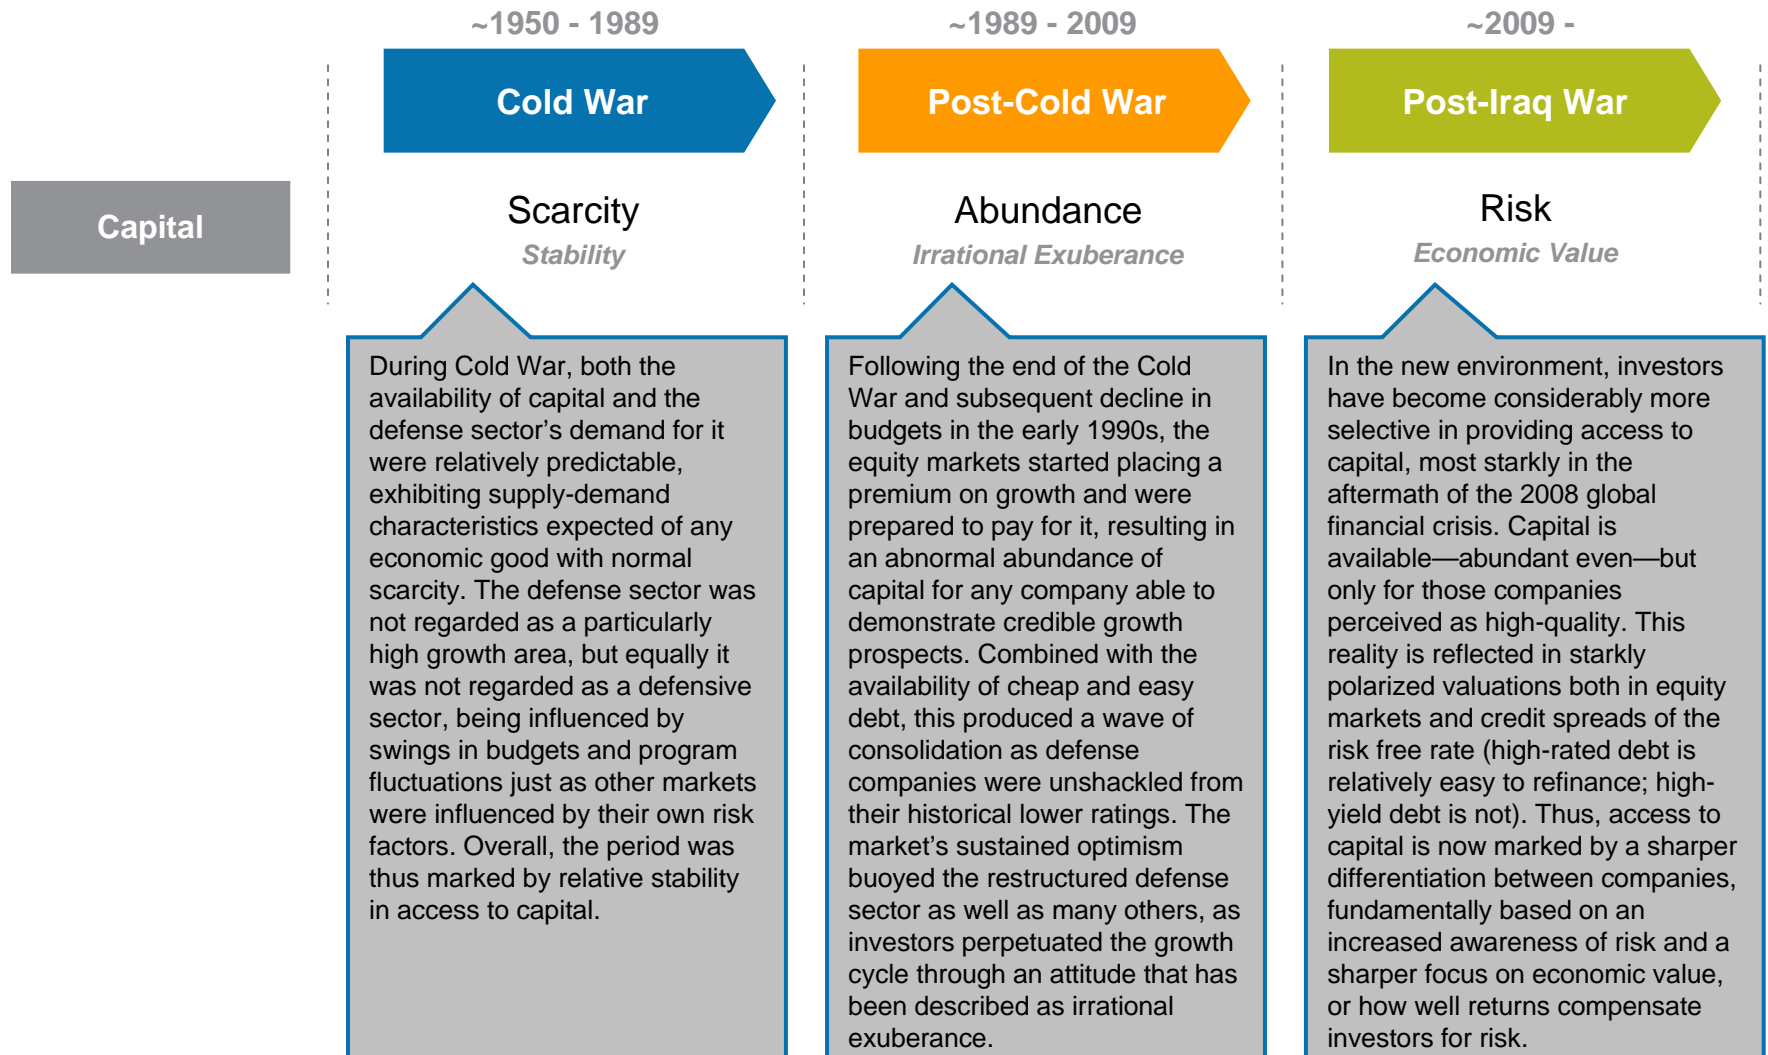 ~1950 - 1989
~1989 - 2009
~2009 -
Cold War
Post-Cold War
Post-Iraq War
Capital
Scarcity
Stability
Abundance
Irrational Exuberance
Risk
Economic Value
During Cold War, both the
availability of capital and the
defense sector’s demand for it
were relatively predictable,
exhibiting supply-demand
characteristics expected of any
economic good with normal
scarcity. The defense sector was
not regarded as a particularly
high growth area, but equally it
was not regarded as a defensive
sector, being influenced by
swings in budgets and program
fluctuations just as other markets
were influenced by their own risk
factors. Overall, the period was
thus marked by relative stability
in access to capital.
Following the end of the Cold
War and subsequent decline in
budgets in the early 1990s, the
equity markets started placing a
premium on growth and were
prepared to pay for it, resulting in
an abnormal abundance of
capital for any company able to
demonstrate credible growth
prospects. Combined with the
availability of cheap and easy
debt, this produced a wave of
consolidation as defense
companies were unshackled from
their historical lower ratings. The
market’s sustained optimism
buoyed the restructured defense
sector as well as many others, as
investors perpetuated the growth
cycle through an attitude that has
been described as irrational
exuberance.
In the new environment, investors
have become considerably more
selective in providing access to
capital, most starkly in the
aftermath of the 2008 global
financial crisis. Capital is
available—abundant even—but
only for those companies
perceived as high-quality. This
reality is reflected in starkly
polarized valuations both in equity
markets and credit spreads of the
risk free rate (high-rated debt is
relatively easy to refinance; high-
yield debt is not). Thus, access to
capital is now marked by a sharper
differentiation between companies,
fundamentally based on an
increased awareness of risk and a
sharper focus on economic value,
or how well returns compensate
investors for risk.